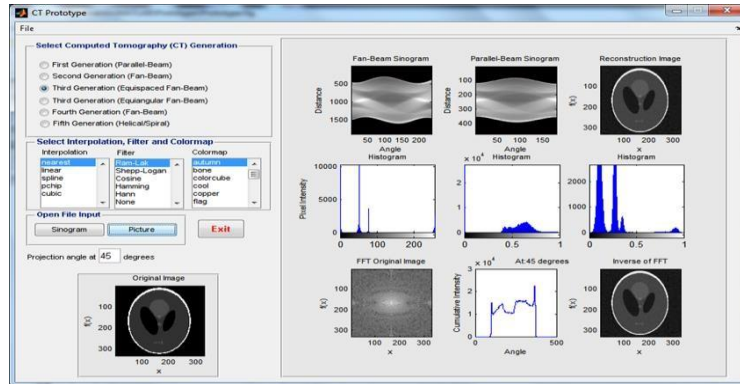 CT Prototype
File
Select Computed Tomography (CT) Generation
First Generation (Parallel-Beam)
Second Generation (Fan-Beam)
Third Generation (Equispaced Fan-Beam)
Third Generation (Equiangular Fan-Beam)
Fourth Generation (Fan-Beam)
Fifth Generation (Helical/Spiral)
Select Interpolation, Filter and Colormap
Interpolation Filter Colormap
nearest Ram-Lak autumn
linear Shepp-Logan bone
spline Cosine colorcube
pchip Hamming cool
cubic Hann copper
None flag
Open File Input
Sinogram Picture Exit
Projection angle at 45 degrees
Original Image
f(x)
100
200
300
100 200 300
x
Fan-Beam Sinogram
Distance
500
1000
1500
50 100 150 200
Angle
Parallel-Beam Sinogram
Distance
100
200
300
400
50 100 150
Angle
Reconstruction Image
f(x)
100
200
300
100 200 300
x
Histogram
Pixel Intensity
10000
5000
0
0 100 200
x 10^4 Histogram
2
1
0
0 0.5 1
Histogram
2000
1000
0
0 0.5 1
FFT Original Image
f(x)
100
200
300
100 200 300
x
x 10^4 At:45 degrees
Cumulative Intensity
3
2
1
0
0 500
Angle
Inverse of FFT
f(x)
100
200
300
100 200 300
x